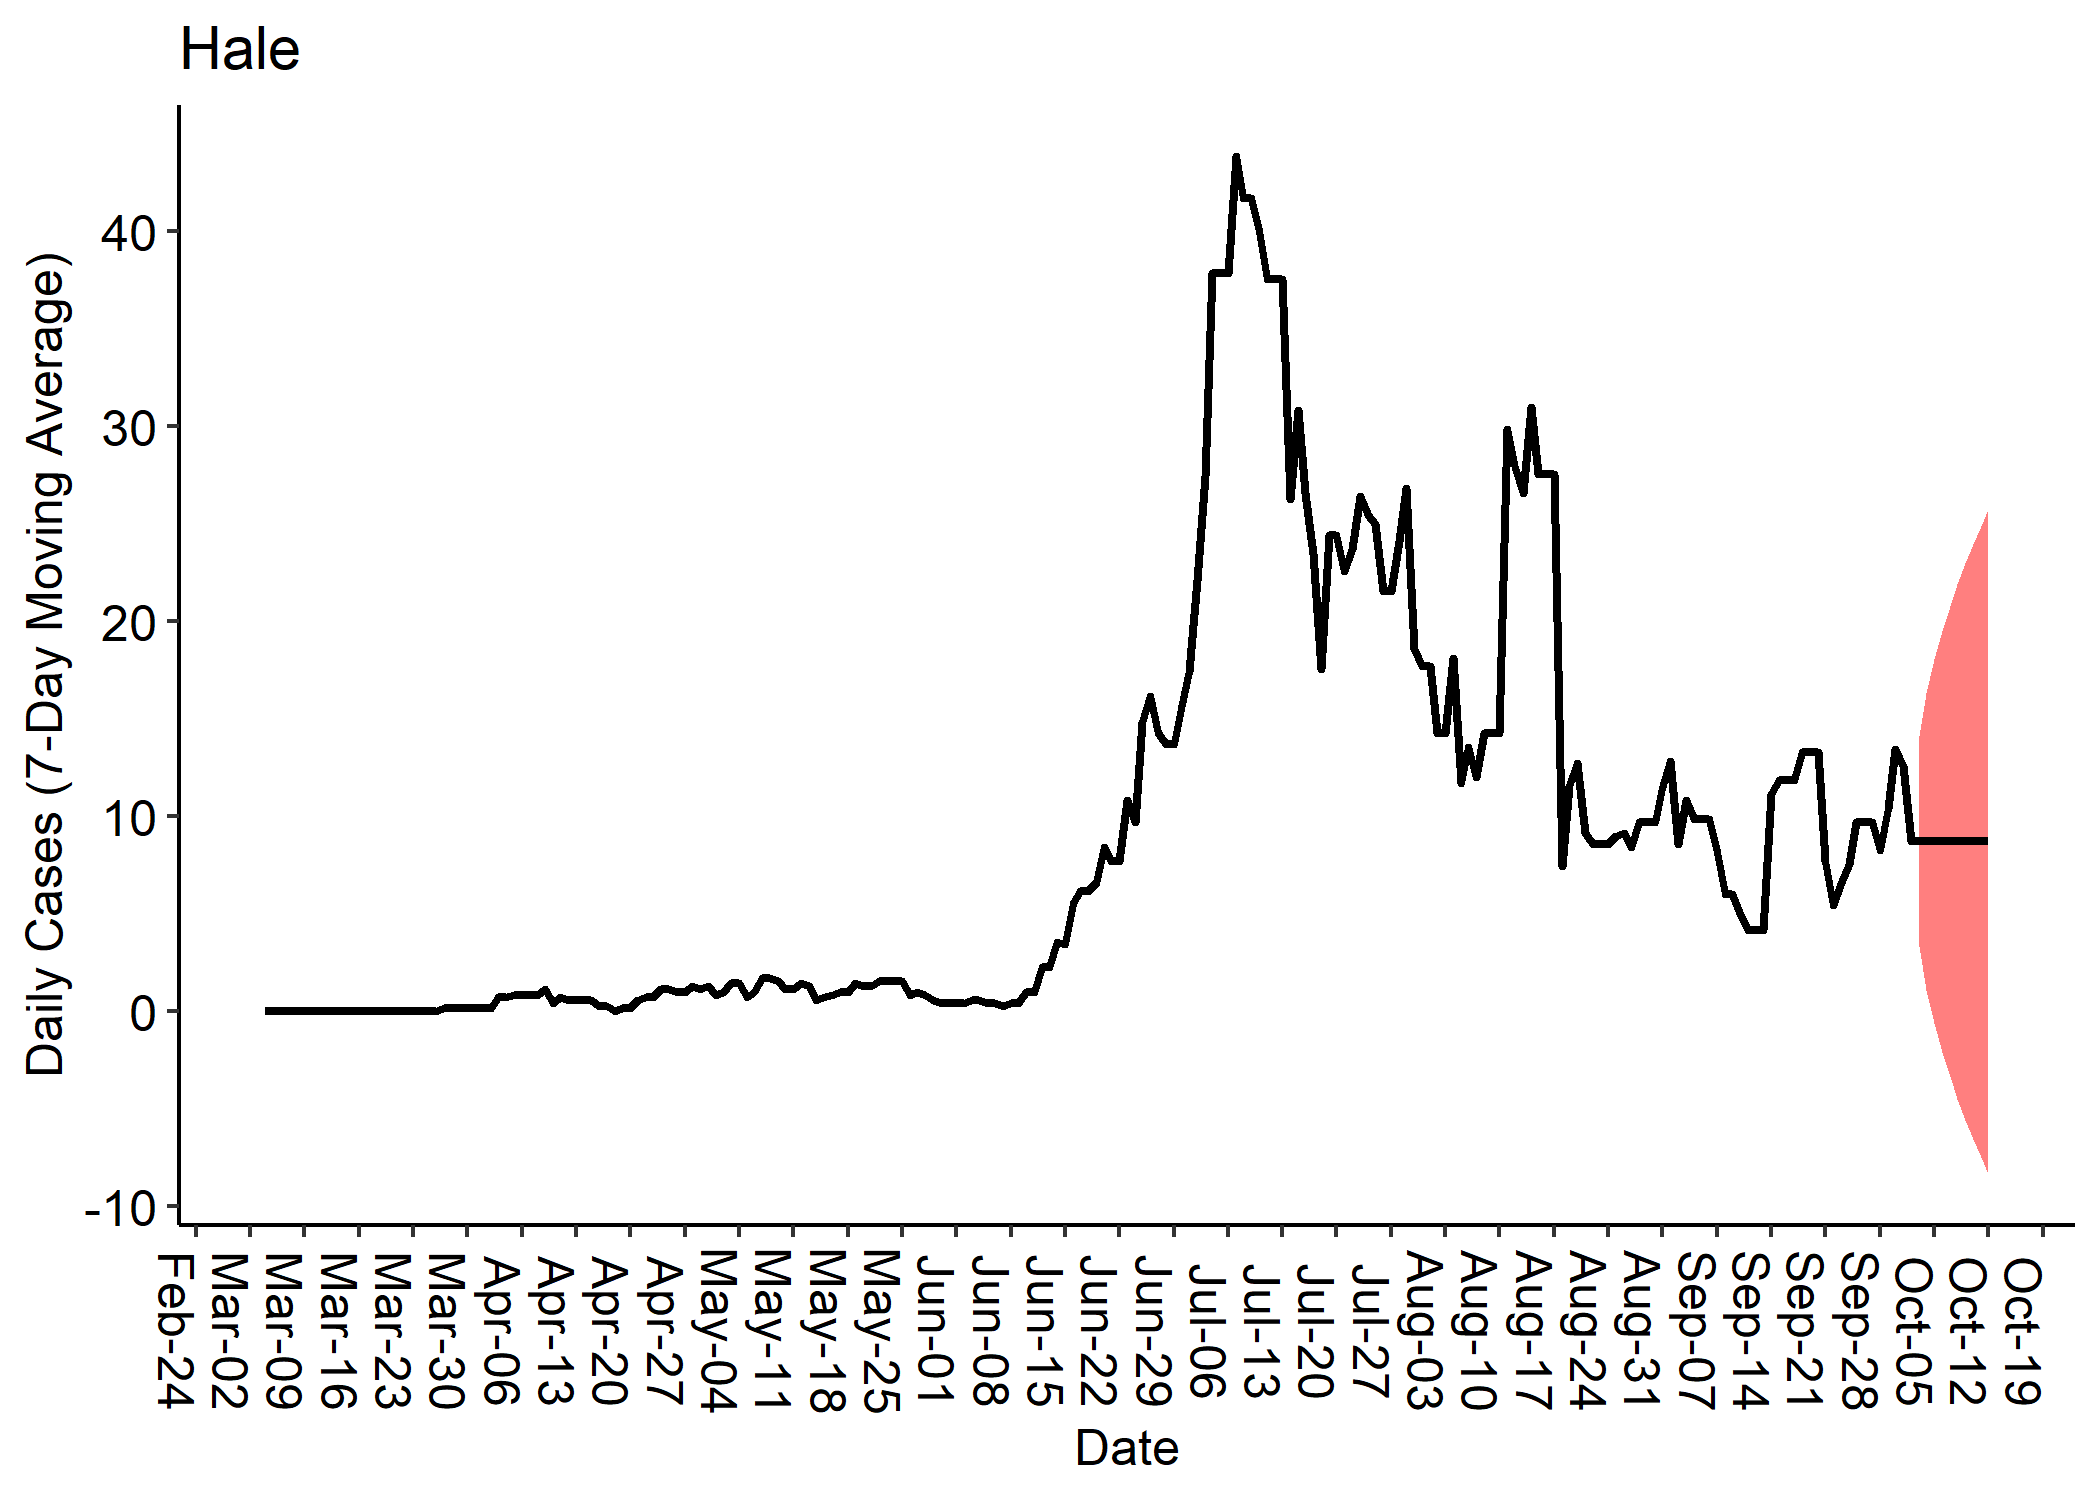 Hale
Daily Cases (7-Day Moving Average)
40
30
20
10
0
-10
Feb-24
Mar-02
Mar-09
Mar-16
Mar-23
Mar-30
Apr-06
Apr-13
Apr-20
Apr-27
May-04
May-11
May-18
May-25
Jun-01
Jun-08
Jun-15
Jun-22
Jun-29
Jul-06
Jul-13
Jul-20
Jul-27
Aug-03
Aug-10
Aug-17
Aug-24
Aug-31
Sep-07
Sep-14
Sep-21
Sep-28
Oct-05
Oct-12
Oct-19
Date